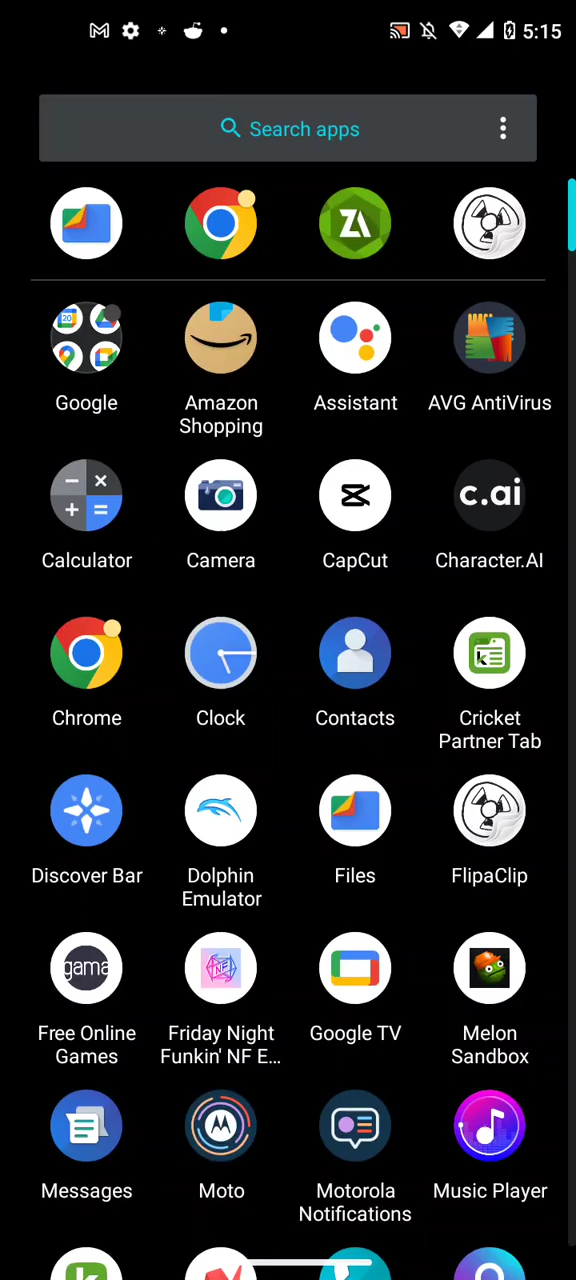 5:15
Search apps
Google
Amazon
Shopping
Assistant
AVG AntiVirus
Calculator
Camera
CapCut
c.ai
Character.AI
Chrome
Clock
Contacts
Cricket
Partner Tab
Discover Bar
Dolphin
Emulator
Files
FlipaClip
gama
Free Online
Games
Friday Night
Funkin' NF E...
Google TV
Melon
Sandbox
Messages
Moto
Motorola
Notifications
Music Player